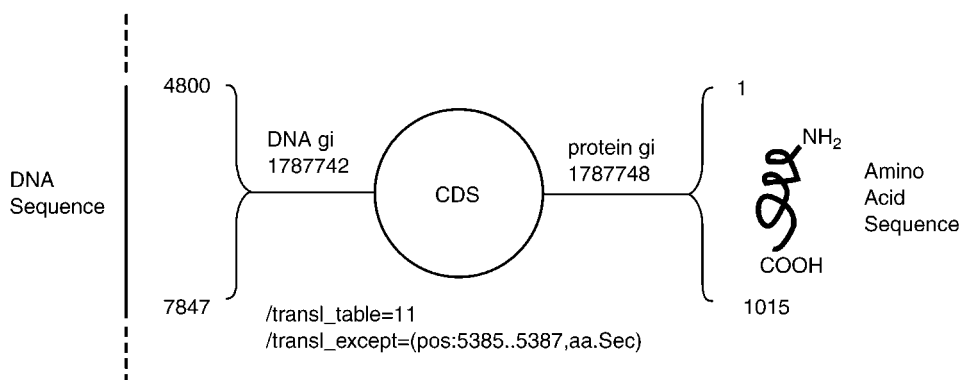 4800
1
DNA gi
1787742
protein gi
1787748
NH2
DNA
Sequence
CDS
Amino
Acid
Sequence
COOH
7847
1015
/transl_table=11
/transl_except=(pos:5385..5387,aa.Sec)